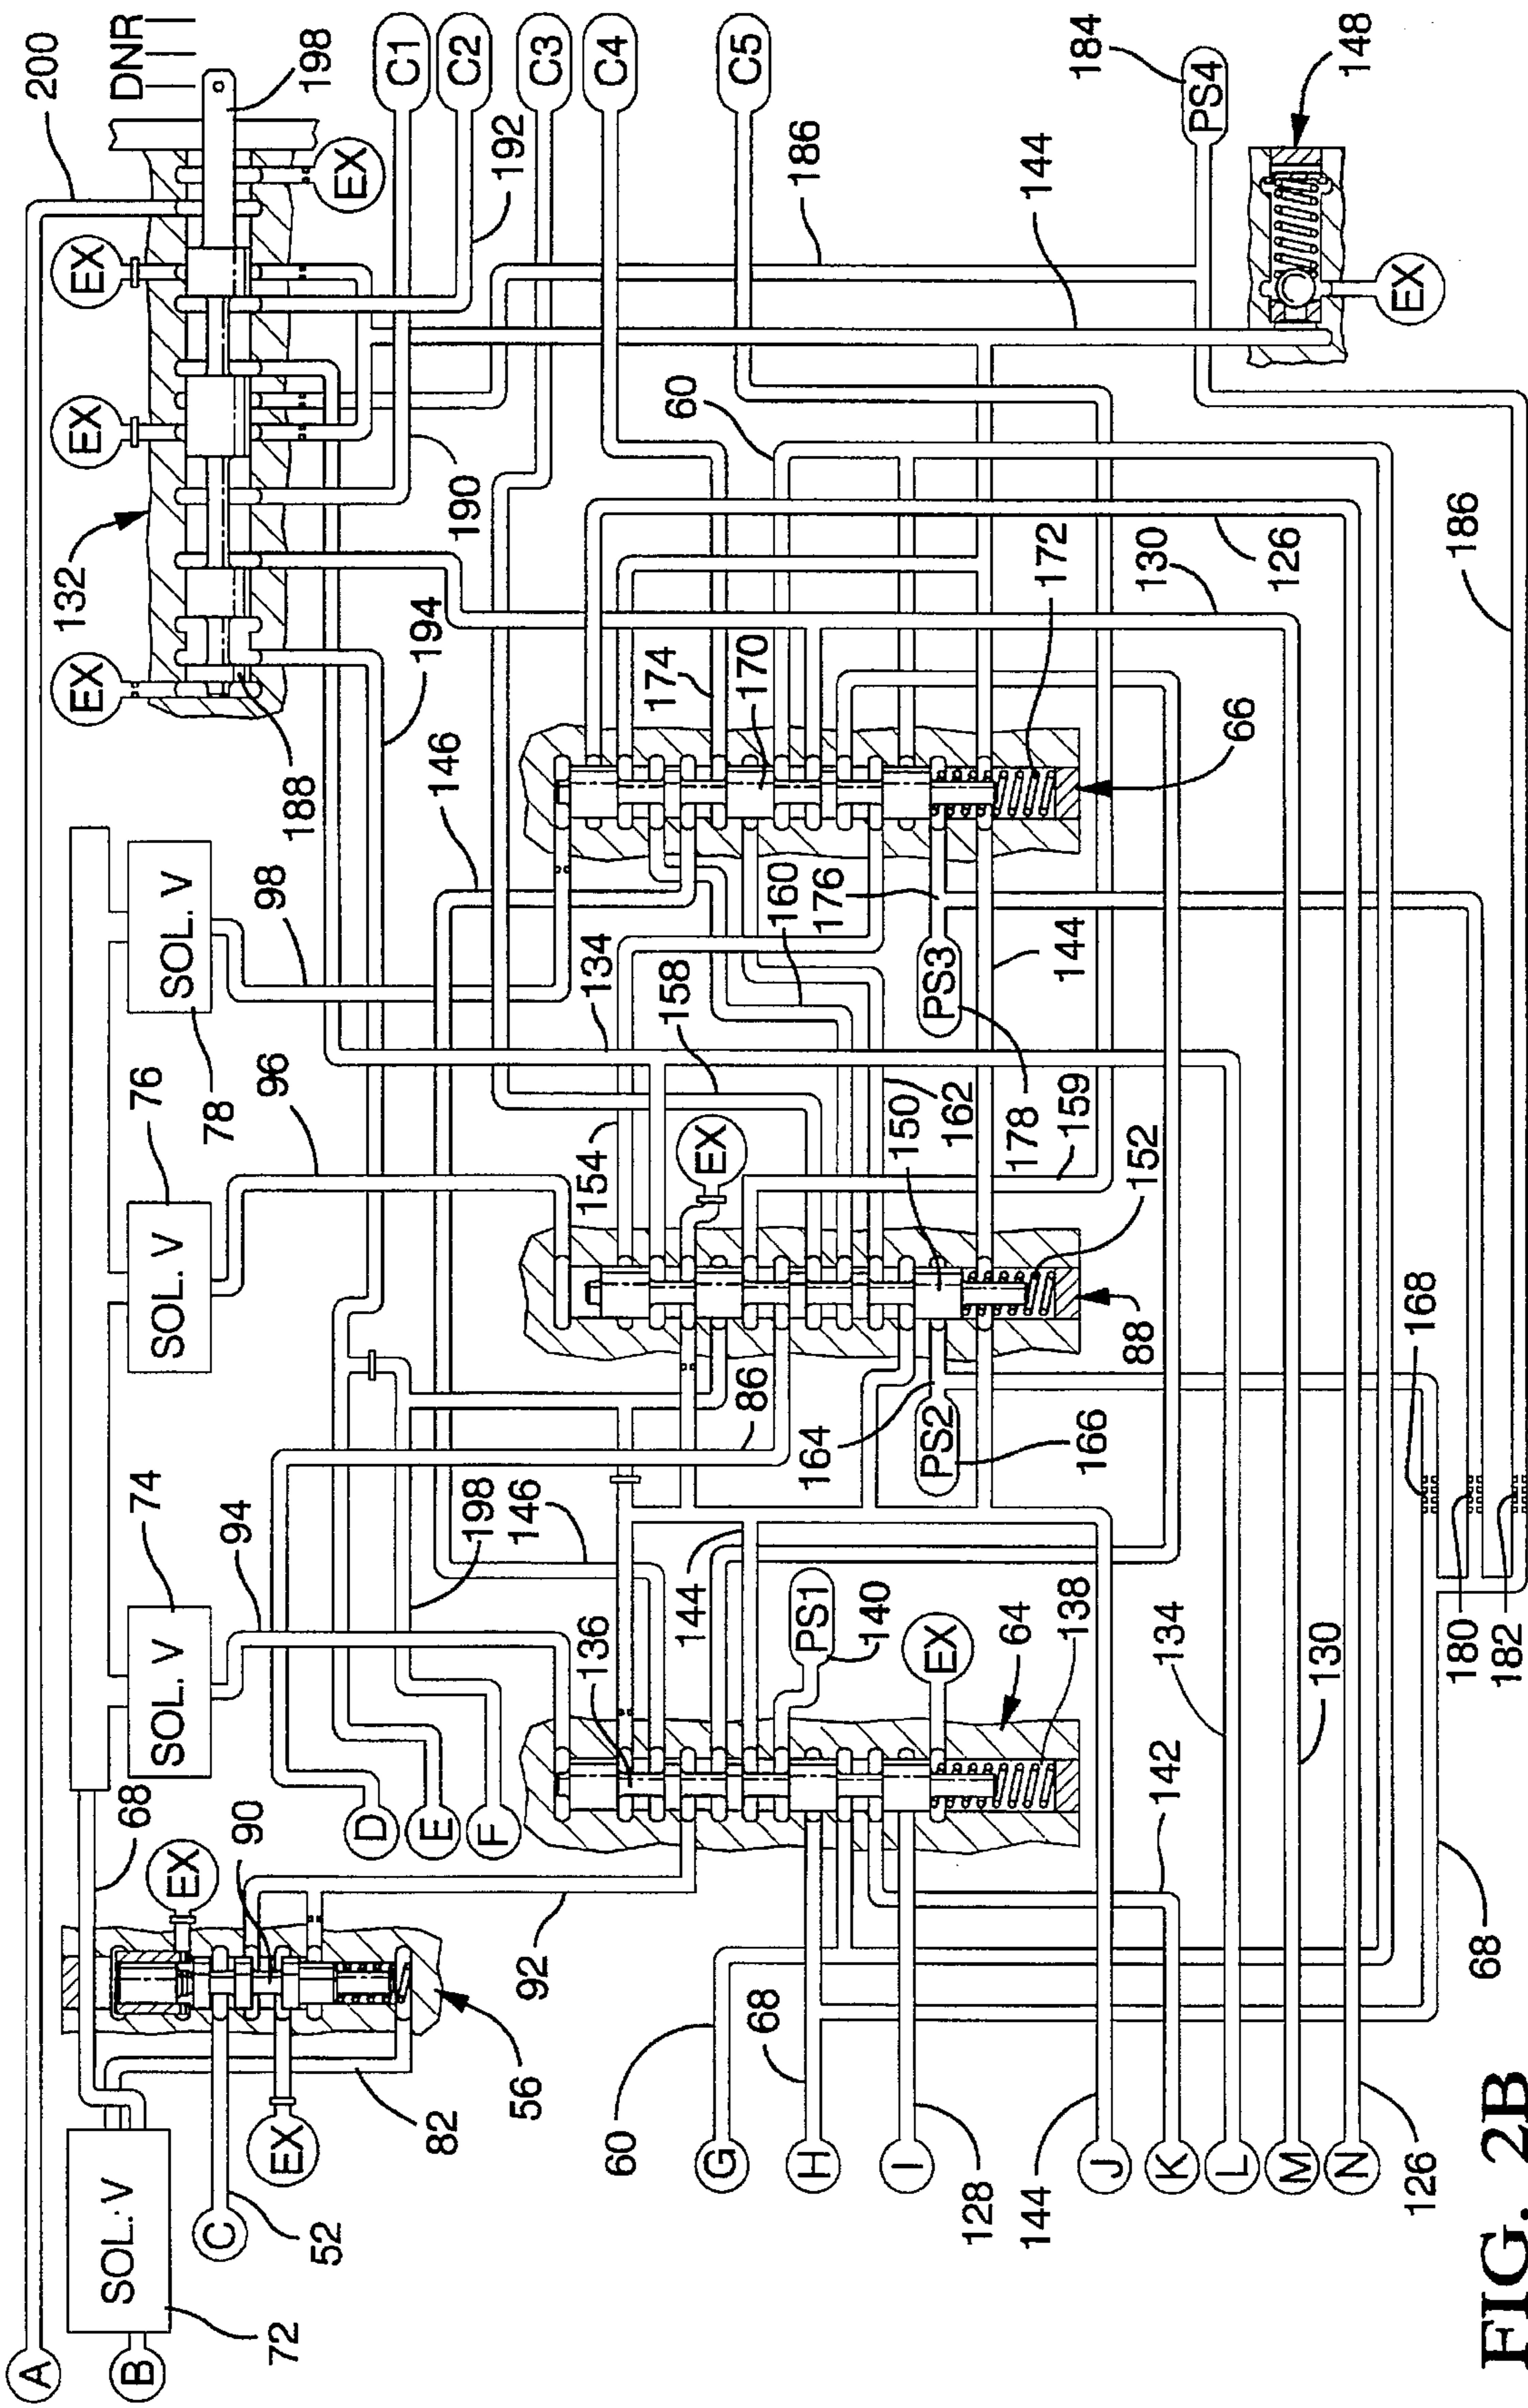 200
DNR
198
EX
EX
EX
EX
132
188
C1
C2
C3
C4
C5
192
190
194
186
184
PS4
148
EX
144
A
B
SOL. V
72
C
52
EX
82
56
EX
90
92
68
SOL. V
74
94
SOL. V
76
96
SOL. V
78
98
D
E
F
198
146
146
134
154
158
160
174
170
60
136
144
PS1
140
EX
64
138
142
86
164
PS2
166
EX
150
152
88
159
162
176
PS3
178
144
172
66
130
126
186
60
G
68
H
I
128
144
J
K
L
M
N
126
134
130
68
168
180
182
FIG. 2B